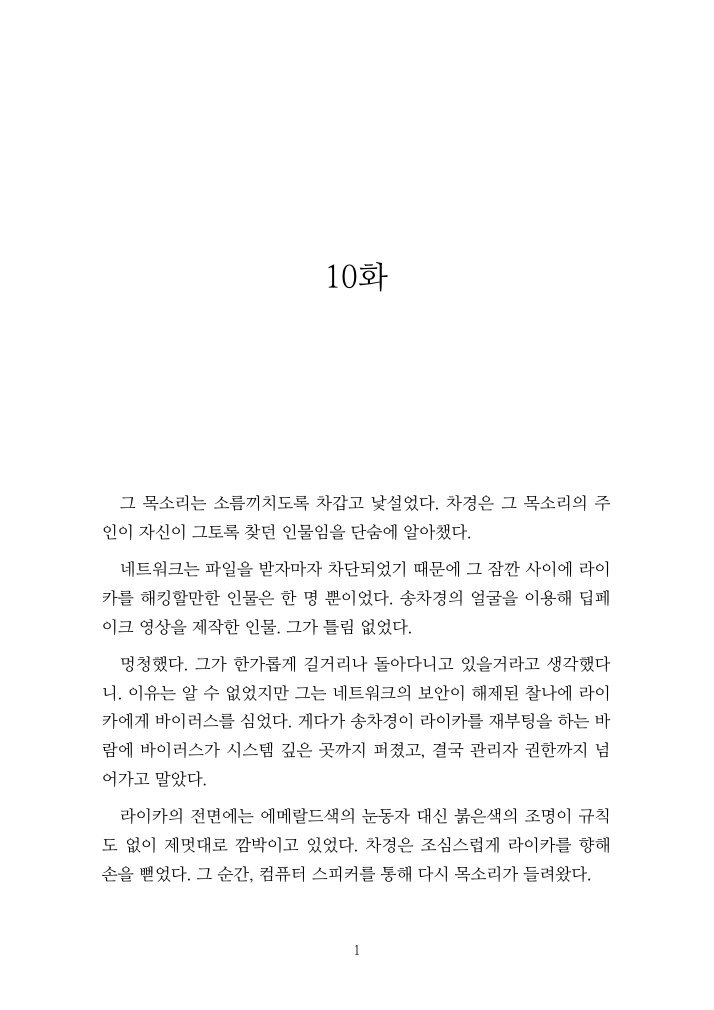 10화
그 목소리는 소름끼치도록 차갑고 낯설었다. 차경은 그 목소리의 주
인이 자신이 그토록 찾던 인물임을 단숨에 알아챘다.
네트워크는 파일을 받자마자 차단되었기 때문에 그 잠깐 사이에 라이
카를 해킹할만한 인물은 한 명 뿐이었다. 송차경의 얼굴을 이용해 딥페
이크 영상을 제작한 인물. 그가 틀림 없었다.
멍청했다. 그가 한가롭게 길거리나 돌아다니고 있을거라고 생각했다
니. 이유는 알 수 없었지만 그는 네트워크의 보안이 해제된 찰나에 라이
카에게 바이러스를 심었다. 게다가 송차경이 라이카를 재부팅을 하는 바
람에 바이러스가 시스템 깊은 곳까지 퍼졌고, 결국 관리자 권한까지 넘
어가고 말았다.
라이카의 전면에는 에메랄드색의 눈동자 대신 붉은색의 조명이 규칙
도 없이 제멋대로 깜박이고 있었다. 차경은 조심스럽게 라이카를 향해
손을 뻗었다. 그 순간, 컴퓨터 스피커를 통해 다시 목소리가 들려왔다.
1